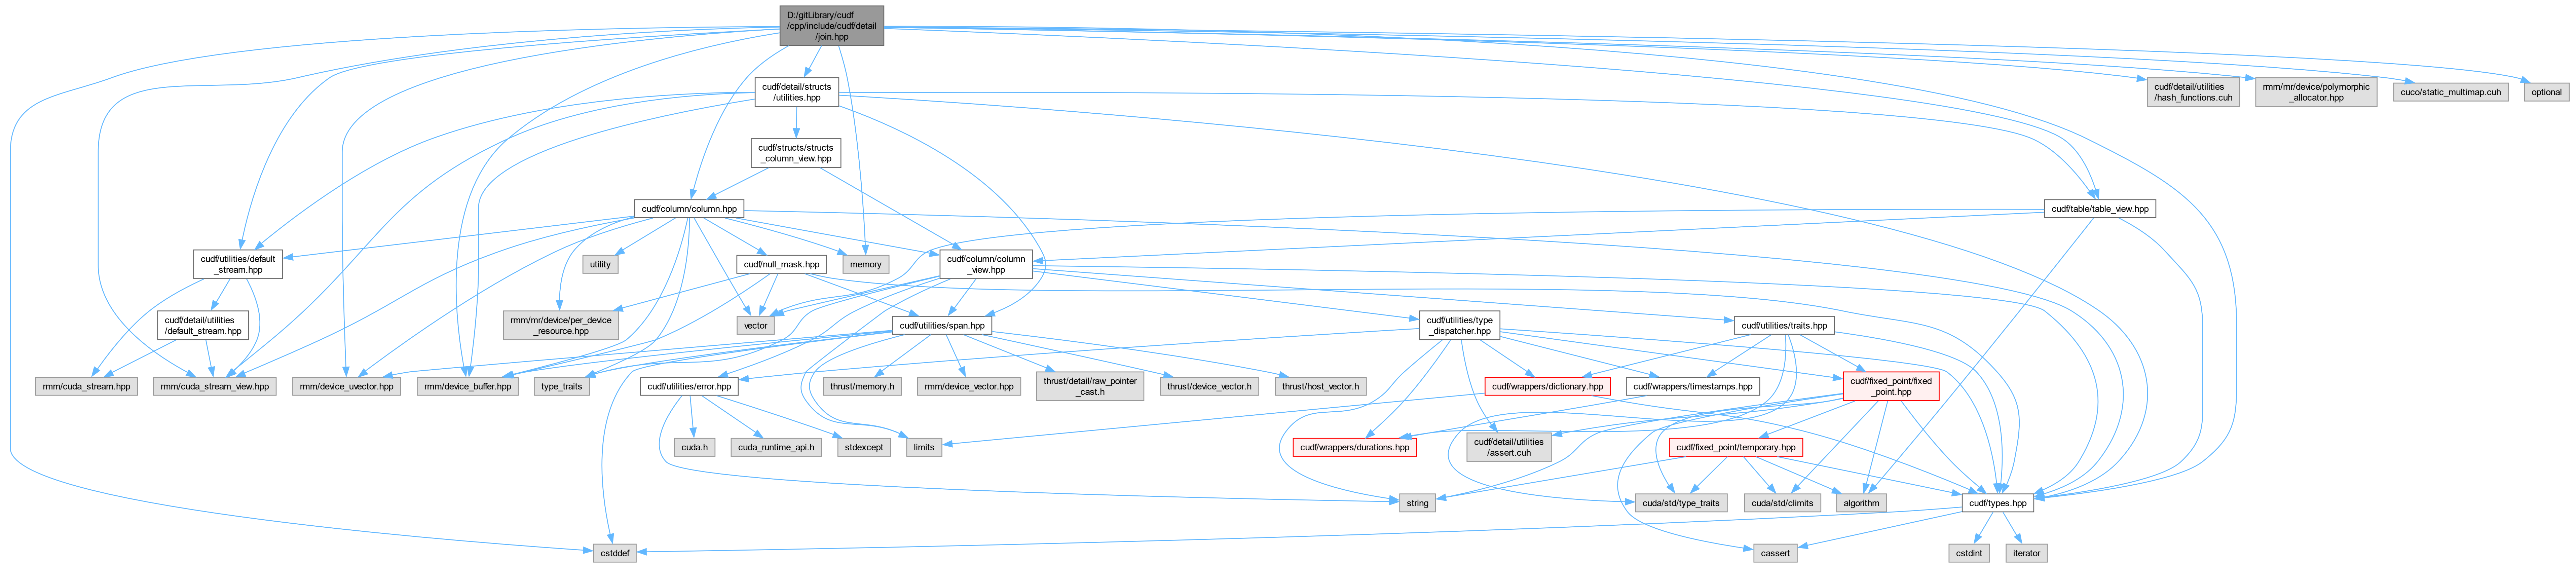 D:/gitLibrary/cudf
/cpp/include/cudf/detail
/join.hpp
cudf/detail/structs
/utilities.hpp
cudf/detail/utilities
/hash_functions.cuh
rmm/mr/device/polymorphic
_allocator.hpp
cuco/static_multimap.cuh
optional
cudf/structs/structs
_column_view.hpp
cudf/column/column.hpp
cudf/table/table_view.hpp
cudf/utilities/default
_stream.hpp
utility
cudf/null_mask.hpp
memory
cudf/column/column
_view.hpp
cudf/detail/utilities
/default_stream.hpp
rmm/mr/device/per_device
_resource.hpp
vector
cudf/utilities/span.hpp
cudf/utilities/type
_dispatcher.hpp
cudf/utilities/traits.hpp
rmm/cuda_stream.hpp
rmm/cuda_stream_view.hpp
rmm/device_uvector.hpp
rmm/device_buffer.hpp
type_traits
cudf/utilities/error.hpp
thrust/memory.h
rmm/device_vector.hpp
thrust/detail/raw_pointer
_cast.h
thrust/device_vector.h
thrust/host_vector.h
cudf/wrappers/dictionary.hpp
cudf/wrappers/timestamps.hpp
cudf/fixed_point/fixed
_point.hpp
cuda.h
cuda_runtime_api.h
stdexcept
limits
cudf/wrappers/durations.hpp
cudf/detail/utilities
/assert.cuh
cudf/fixed_point/temporary.hpp
string
cuda/std/type_traits
cuda/std/climits
algorithm
cudf/types.hpp
cstddef
cassert
cstdint
iterator